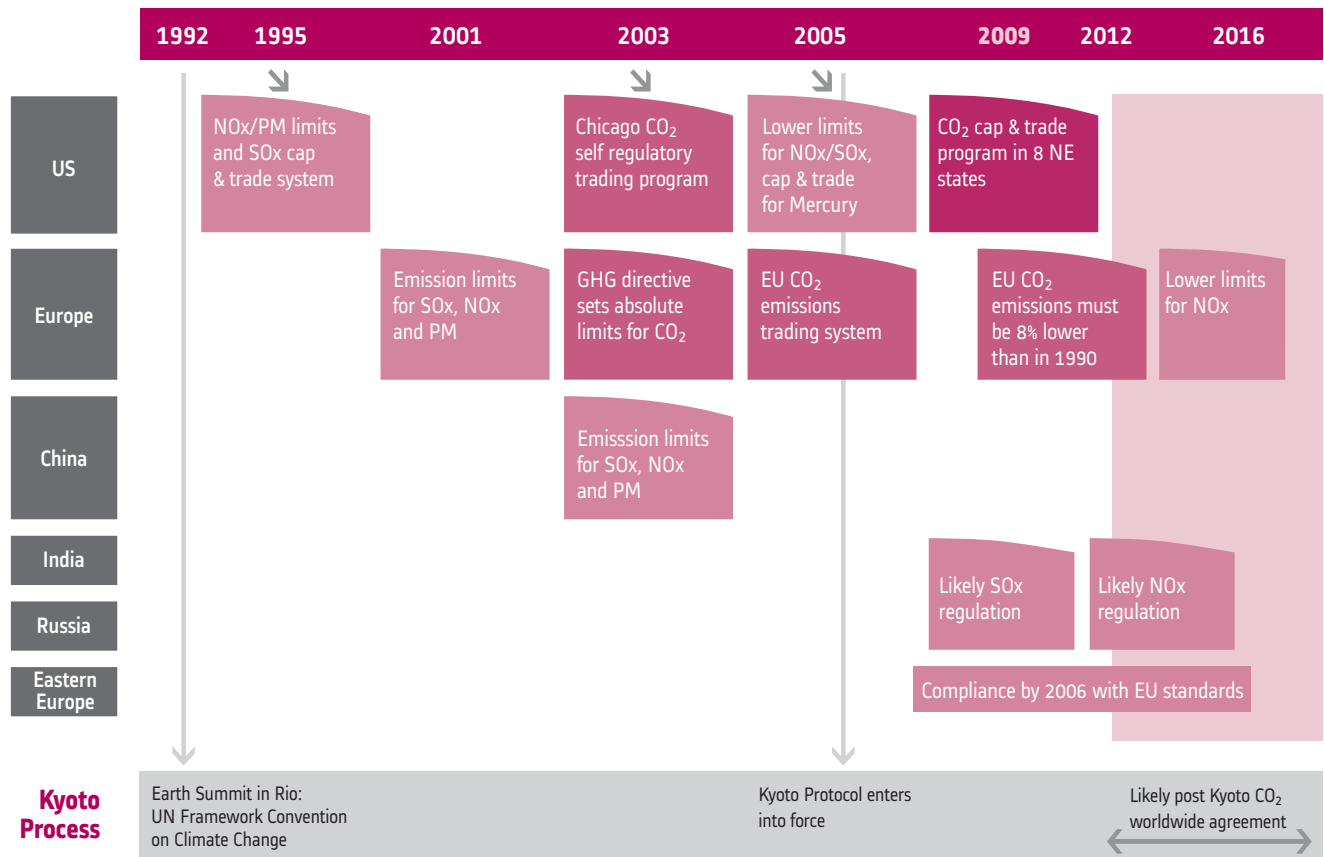 1992 1995 2001 2003 2005 2009 2012 2016
US
NOx/PM limits
and SOx cap
& trade system
Chicago CO₂
self regulatory
trading program
Lower limits
for NOx/SOx,
cap & trade
for Mercury
CO₂ cap & trade
program in 8 NE
states
Europe
Emission limits
for SOx, NOx
and PM
GHG directive
sets absolute
limits for CO₂
EU CO₂
emissions
trading system
EU CO₂
emissions must
be 8% lower
than in 1990
Lower limits
for NOx
China
Emisssion limits
for SOx, NOx
and PM
India
Russia
Likely SOx
regulation
Likely NOx
regulation
Eastern
Europe
Compliance by 2006 with EU standards
Kyoto
Process
Earth Summit in Rio:
UN Framework Convention
on Climate Change
Kyoto Protocol enters
into force
Likely post Kyoto CO₂
worldwide agreement